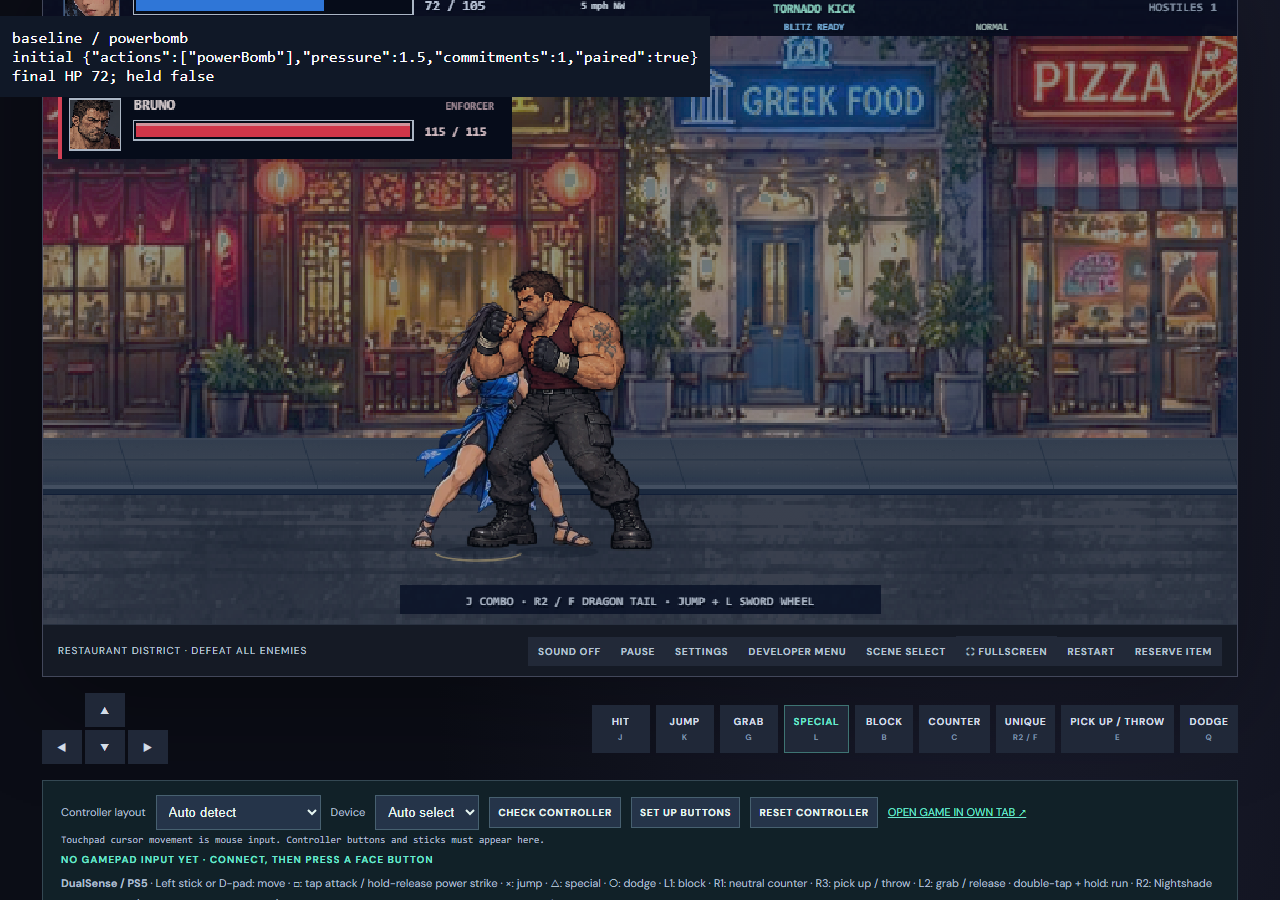 72 / 105
5 mph NW
TORNADO KICK
HOSTILES 1
BLITZ READY
NORMAL
baseline / powerbomb
initial {"actions":["powerBomb"],"pressure":1.5,"commitments":1,"paired":true}
final HP 72; held false
BRUNO
ENFORCER
115 / 115
GREEK FOOD
PIZZA
J COMBO · R2 / F DRAGON TAIL · JUMP + L SWORD WHEEL
RESTAURANT DISTRICT · DEFEAT ALL ENEMIES
SOUND OFF
PAUSE
SETTINGS
DEVELOPER MENU
SCENE SELECT
FULLSCREEN
RESTART
RESERVE ITEM
HIT
J
JUMP
K
GRAB
G
SPECIAL
L
BLOCK
B
COUNTER
C
UNIQUE
R2 / F
PICK UP / THROW
E
DODGE
Q
Controller layout
Auto detect
Device
Auto select
CHECK CONTROLLER
SET UP BUTTONS
RESET CONTROLLER
OPEN GAME IN OWN TAB ↗
Touchpad cursor movement is mouse input. Controller buttons and sticks must appear here.
NO GAMEPAD INPUT YET · CONNECT, THEN PRESS A FACE BUTTON
DualSense / PS5 · Left stick or D-pad: move · □: tap attack / hold-release power strike · ×: jump · △: special · ○: dodge · L1: block · R1: neutral counter · R3: pick up / throw · L2: grab / release · double-tap + hold: run · R2: Nightshade